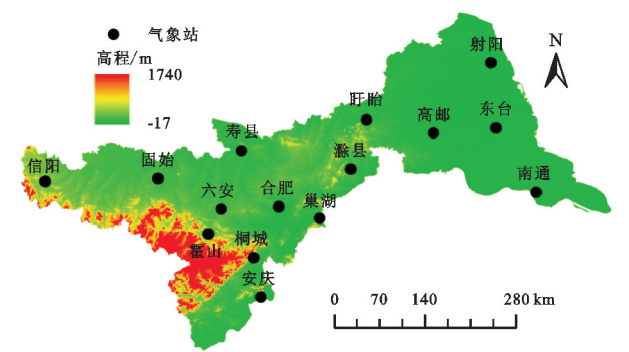 气象站
高程/m
1740
-17
N
射阳
盱眙
高邮
东台
寿县
滁县
信阳
固始
南通
六安
合肥
巢湖
霍山
桐城
安庆
0 70 140 280 km